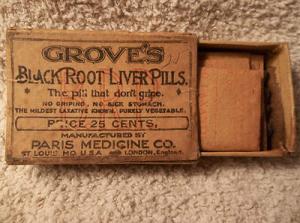 GROVE'S
BLACK ROOT LIVER PILLS.
The pill that don't gripe.
NO GRIPING, NO SICK STOMACH.
THE MILDEST LAXATIVE KNOWN, PURELY VEGETABLE.
PRICE 25 CENTS,
MANUFACTURED BY
PARIS MEDICINE CO.
ST LOUIS MO. U.S.A. AND LONDON, England.